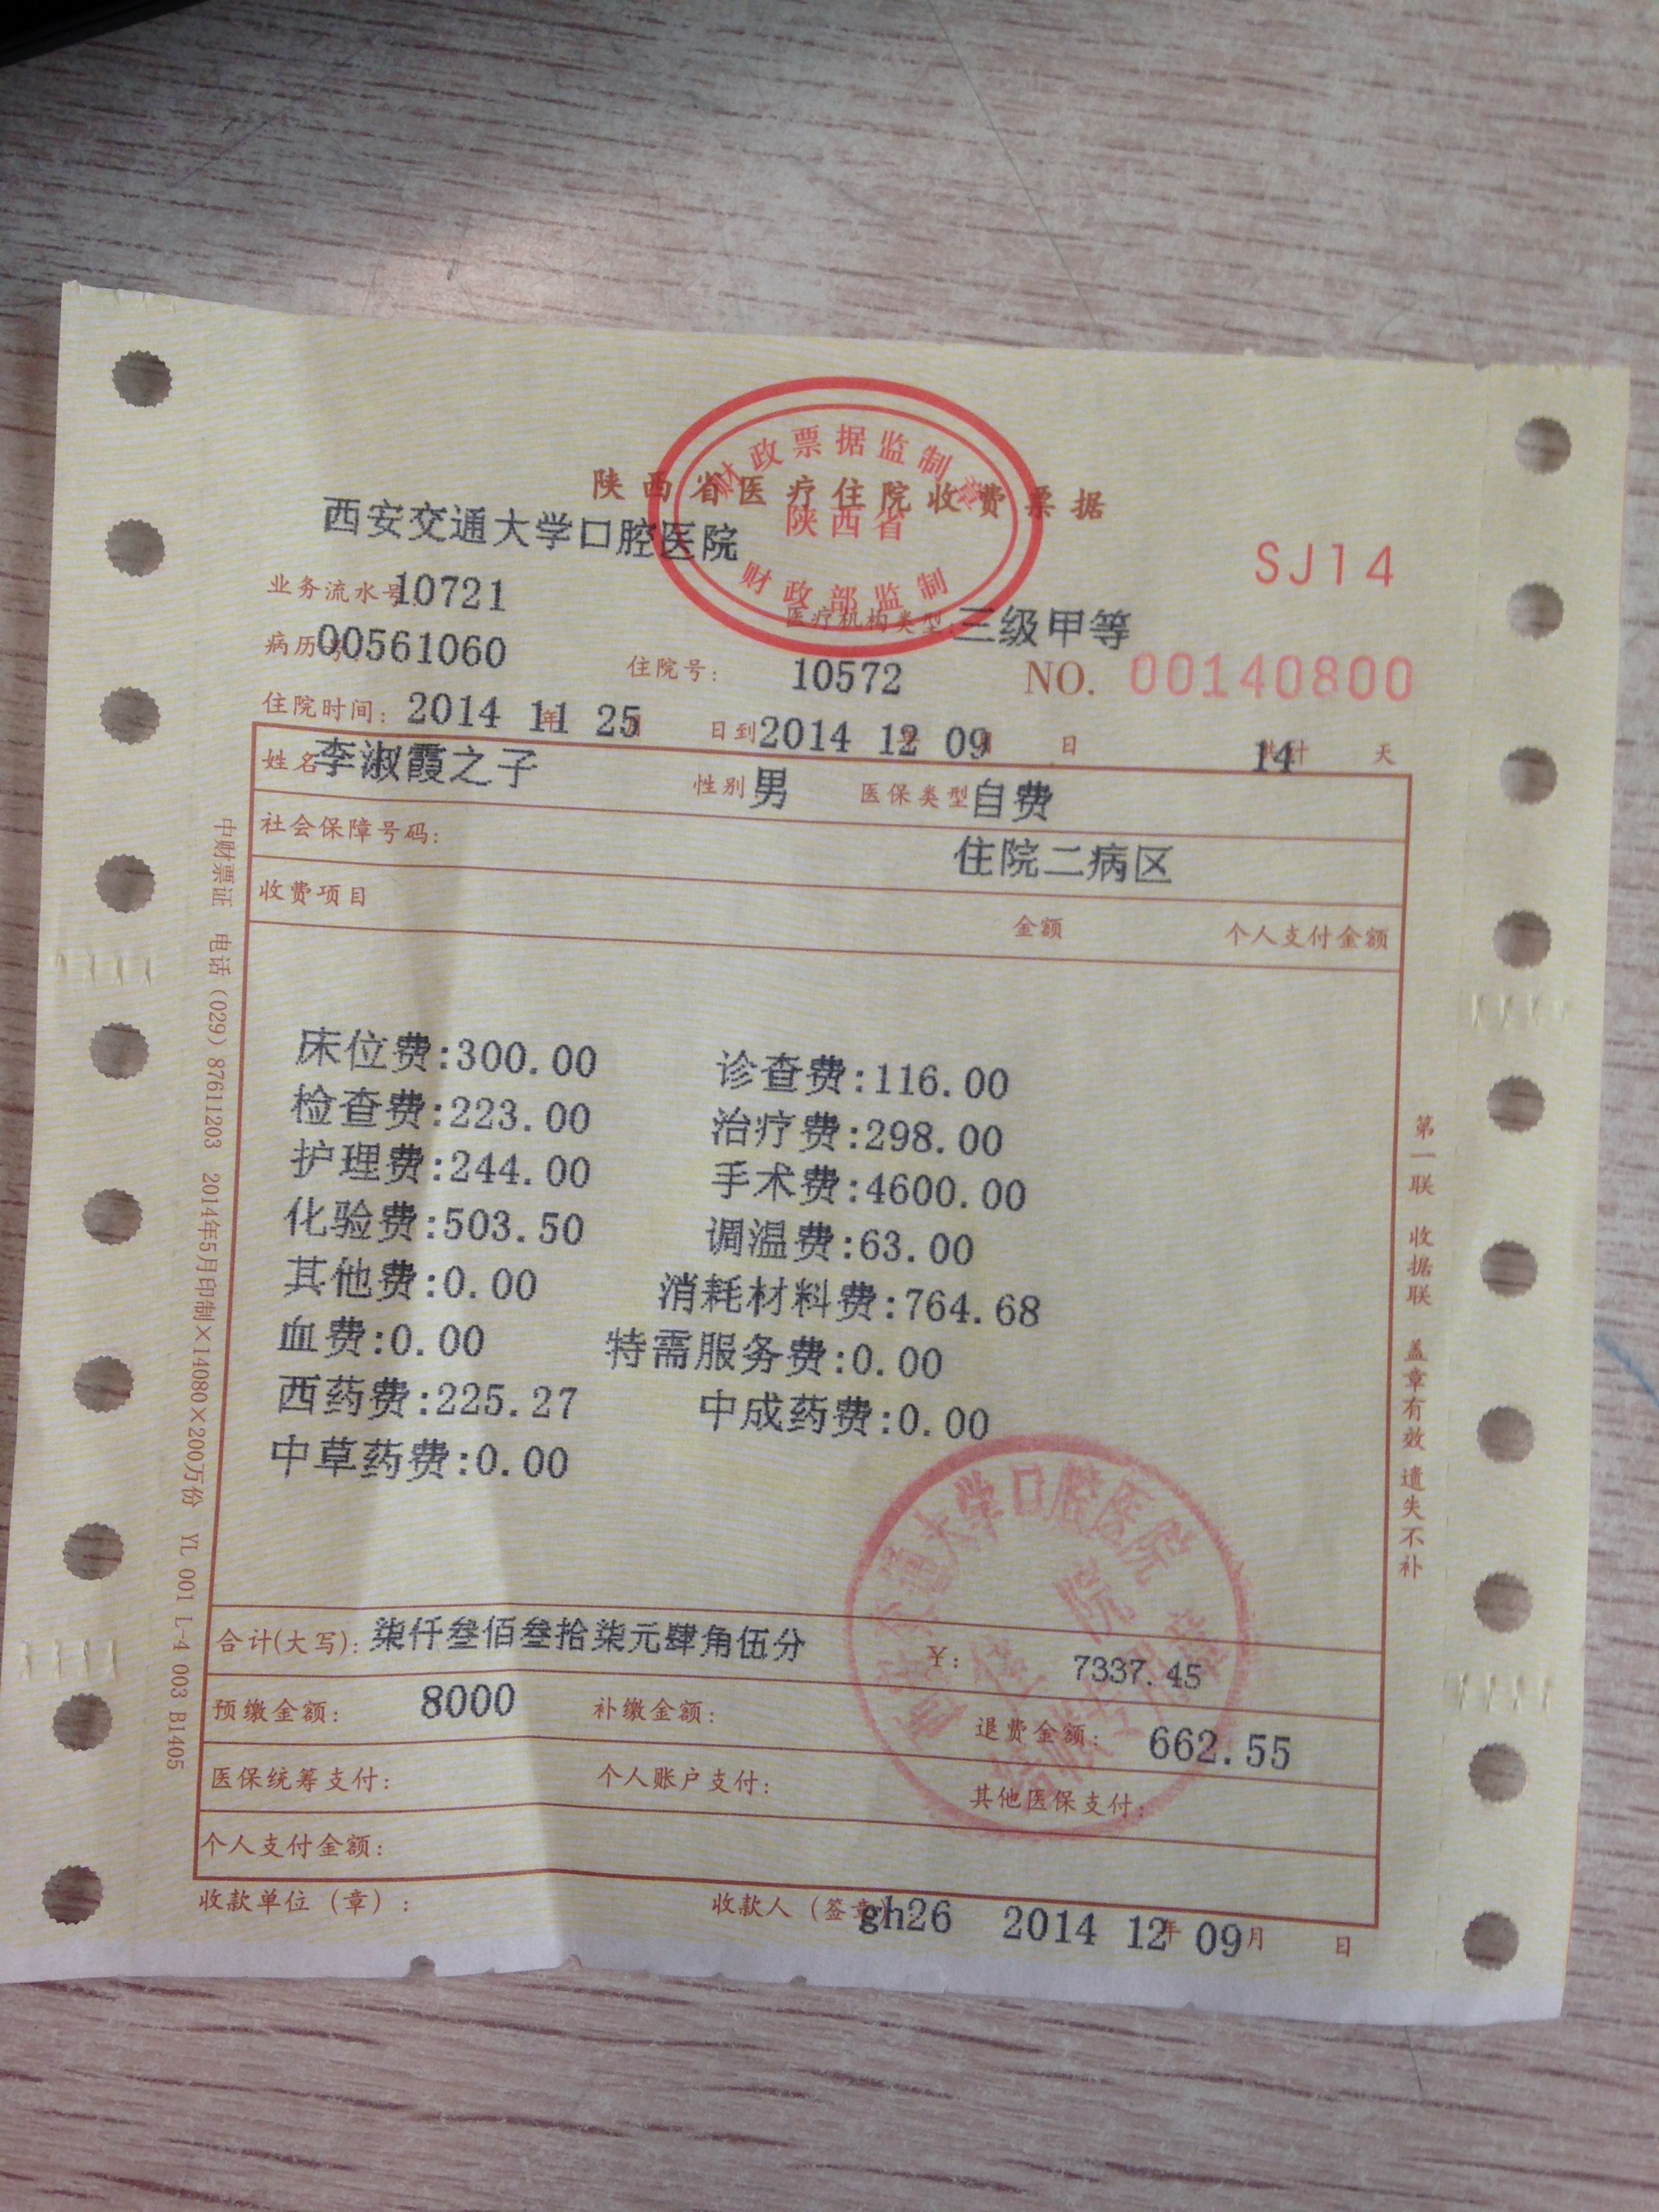 财政票据监制章
陕西省
财政部监制
陕西省医疗住院收费票据
西安交通大学口腔医院
SJ14
业务流水号 10721
医疗机构类型:三级甲等
病历号 00561060 住院号: 10572 NO. 00140800
住院时间: 2014 年 11 月 25 日到 2014 年 12 月 09 日 共计 14 天
姓名 李淑霞之子 性别 男 医保类型 自费
社会保障号码: 住院二病区
收费项目 金额 个人支付金额
床位费:300.00 诊查费:116.00
检查费:223.00 治疗费:298.00
护理费:244.00 手术费:4600.00
化验费:503.50 调温费:63.00
其他费:0.00 消耗材料费:764.68
血费:0.00 特需服务费:0.00
西药费:225.27 中成药费:0.00
中草药费:0.00
合计(大写): 柒仟叁佰叁拾柒元肆角伍分 7337.45
预缴金额: 8000 补缴金额: 退费金额: 662.55
医保统筹支付: 个人账户支付: 其他医保支付:
个人支付金额:
收款单位（章）: 收款人（签章） gh26 2014 年 12 月 09 日
中财票证 电话（029）87611203 2014年5月印制×14080×200万份 YL 001 L-4 003 B1405
第一联 收据联 盖章有效 遗失不补
交通大学口腔医院